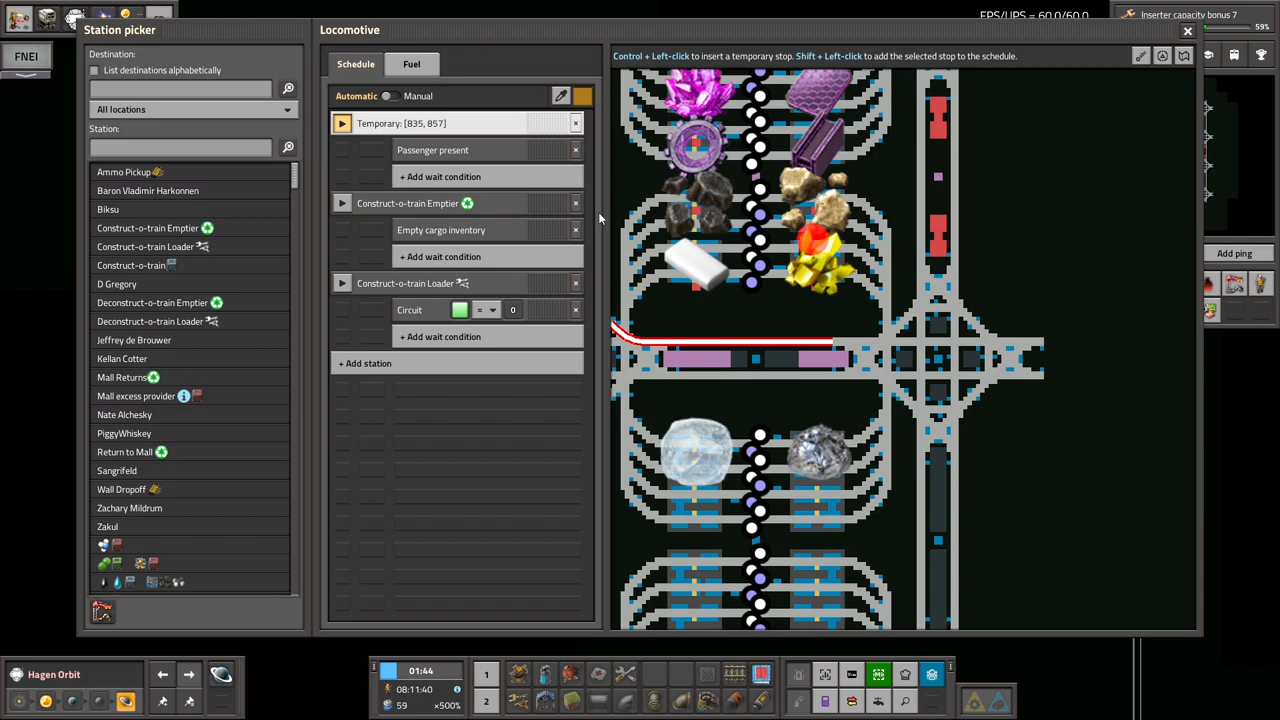 EPS/UPS = 60.0/60.0
Inserter capacity bonus 7
59%
FNEI
Station picker
Destination:
List destinations alphabetically
All locations
Station:
Ammo Pickup
Baron Vladimir Harkonnen
Biksu
Construct-o-train Emptier
Construct-o-train Loader
Construct-o-train
D Gregory
Deconstruct-o-train Emptier
Deconstruct-o-train Loader
Jeffrey de Brouwer
Kellan Cotter
Mall Returns
Mall excess provider
Nate Alchesky
PiggyWhiskey
Return to Mall
Sangrifeld
Wall Dropoff
Zachary Mildrum
Zakul
Locomotive
Schedule
Fuel
Automatic
Manual
Temporary: [835, 857]
Passenger present
+ Add wait condition
Construct-o-train Emptier
Empty cargo inventory
+ Add wait condition
Construct-o-train Loader
Circuit = 0
+ Add wait condition
+ Add station
Control + Left-click to insert a temporary stop. Shift + Left-click to add the selected stop to the schedule.
Add ping
Hagen Orbit
01:44
08:11:40
59 ×500%
1
2